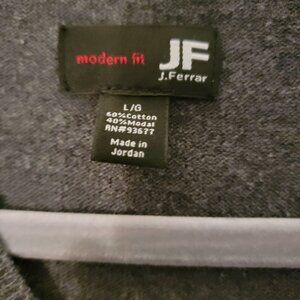 modern fit
JF
J.Ferrar
L/G
60%Cotton
40%Modal
RN#93677
Made in
Jordan